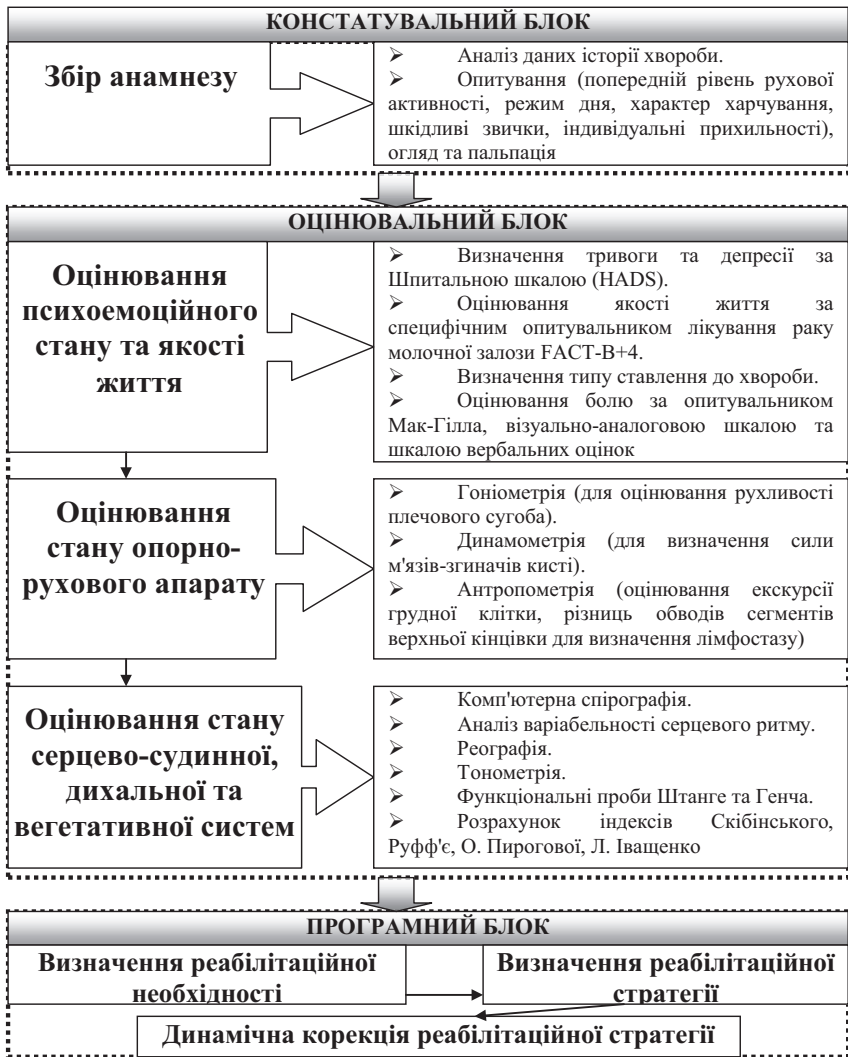 КОНСТАТУВАЛЬНИЙ БЛОК
Збір анамнезу
➢ Аналіз даних історії хвороби.
➢ Опитування (попередній рівень рухової
активності, режим дня, характер харчування,
шкідливі звички, індивідуальні прихильності),
огляд та пальпація
ОЦІНЮВАЛЬНИЙ БЛОК
Оцінювання
психоемоційного
стану та якості
життя
➢ Визначення тривоги та депресії за
Шпитальною шкалою (HADS).
➢ Оцінювання якості життя за
специфічним опитувальником лікування раку
молочної залози FACT-B+4.
➢ Визначення типу ставлення до хвороби.
➢ Оцінювання болю за опитувальником
Мак-Гілла, візуально-аналоговою шкалою та
шкалою вербальних оцінок
Оцінювання
стану опорно-
рухового апарату
➢ Гоніометрія (для оцінювання рухливості
плечового сугоба).
➢ Динамометрія (для визначення сили
м'язів-згиначів кисті).
➢ Антропометрія (оцінювання екскурсії
грудної клітки, різниць обводів сегментів
верхньої кінцівки для визначення лімфостазу)
Оцінювання стану
серцево-судинної,
дихальної та
вегетативної систем
➢ Комп'ютерна спірографія.
➢ Аналіз варіабельності серцевого ритму.
➢ Реографія.
➢ Тонометрія.
➢ Функціональні проби Штанге та Генча.
➢ Розрахунок індексів Скібінського,
Руфф'є, О. Пирогової, Л. Іващенко
ПРОГРАМНИЙ БЛОК
Визначення реабілітаційної
необхідності
Визначення реабілітаційної
стратегії
Динамічна корекція реабілітаційної стратегії